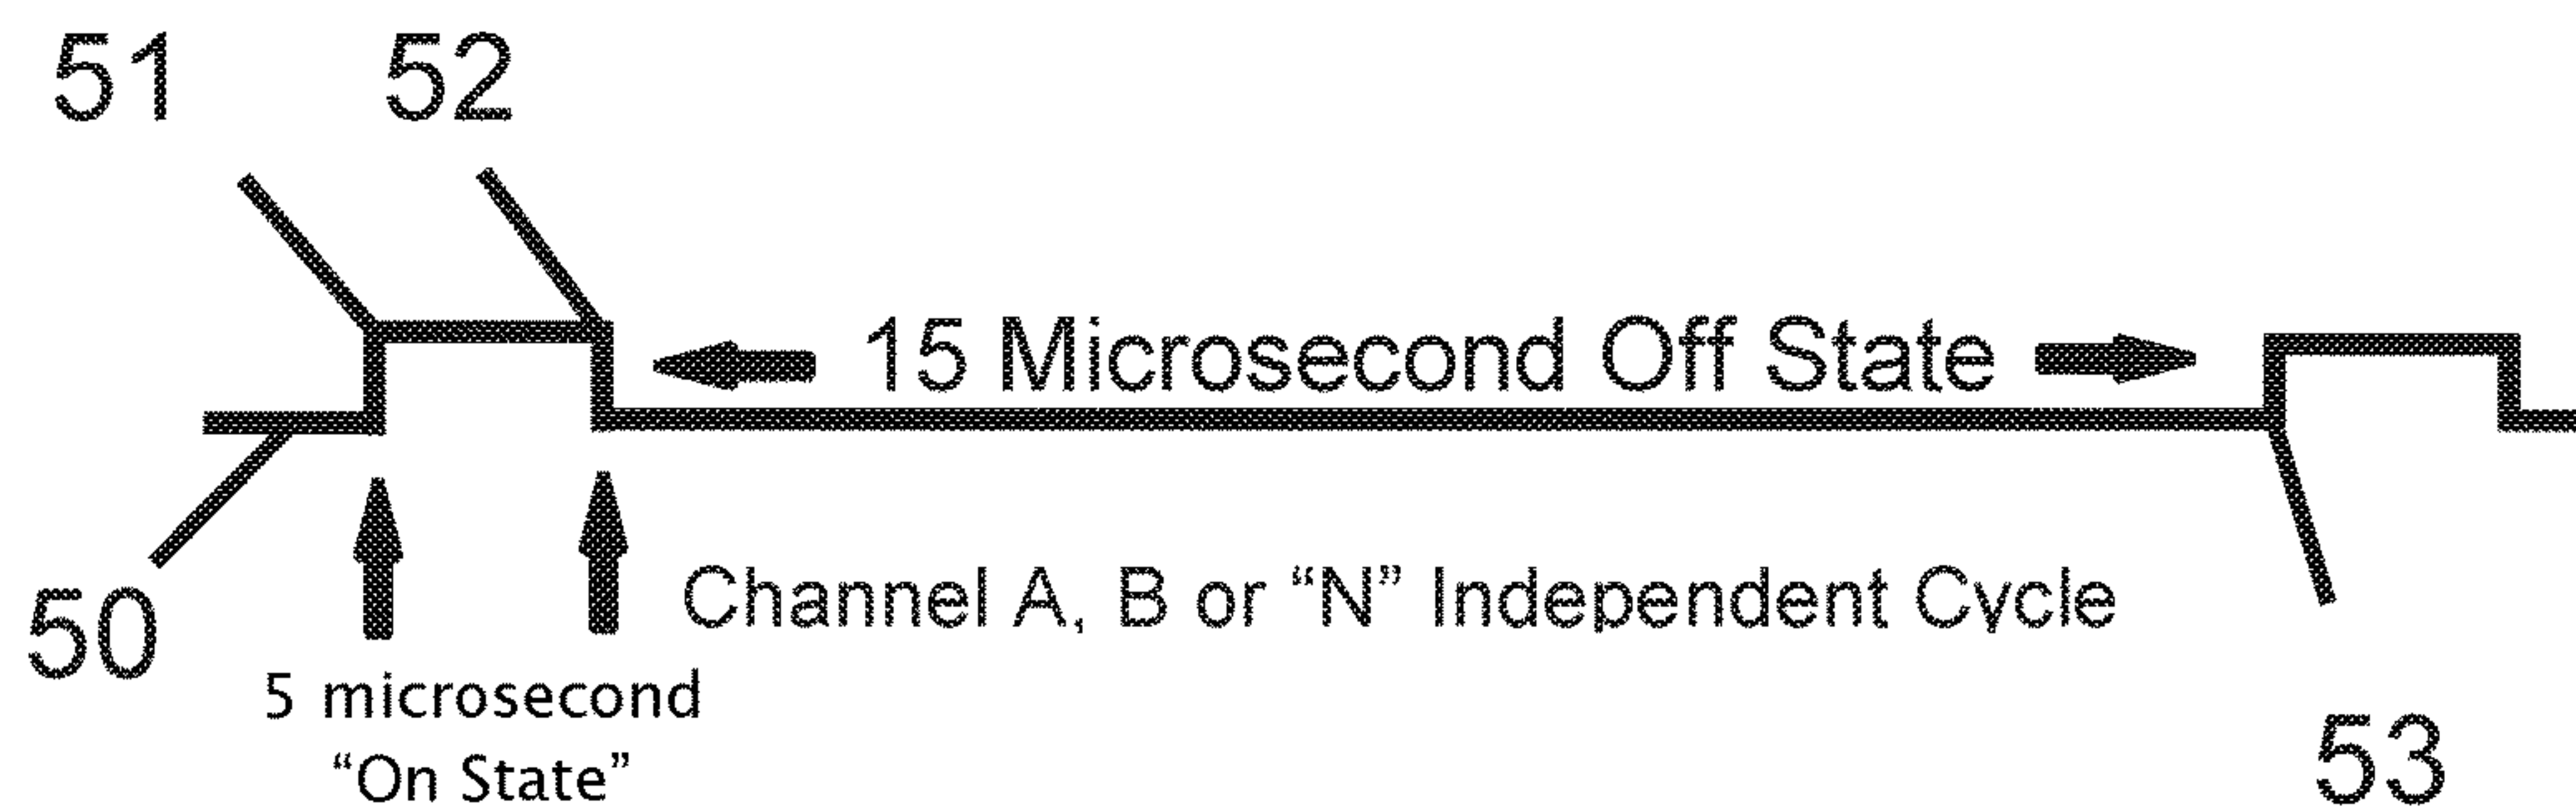 51 52
15 Microsecond Off State
Channel A, B or “N” Independent Cycle
50
5 microsecond
“On State”
53